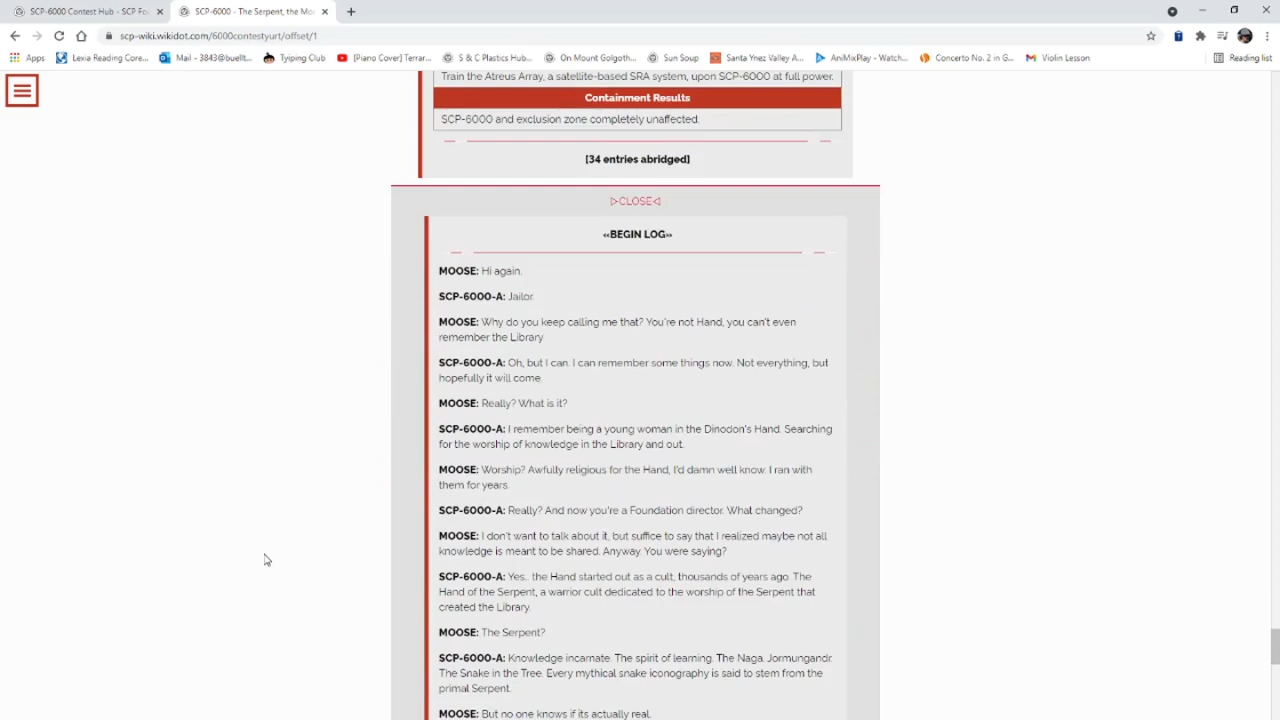 SCP-6000 Contest Hub - SCP Fo
SCP-6000 - The Serpent, the Mo
scp-wiki.wikidot.com/6000contestyurt/offset/1
Apps
Lexia Reading Core...
Mail - 3843@buellt...
Tyiping Club
[Piano Cover] Terrar...
S & C Plastics Hub...
On Mount Golgoth...
Sun Soup
Santa Ynez Valley A...
AniMixPlay - Watch...
Concerto No. 2 in G...
Violin Lesson
Reading list
Train the Atreus Array, a satellite-based SRA system, upon SCP-6000 at full power.
Containment Results
SCP-6000 and exclusion zone completely unaffected.
[34 entries abridged]
▷CLOSE◁
«BEGIN LOG»
MOOSE: Hi again.
SCP-6000-A: Jailor.
MOOSE: Why do you keep calling me that? You're not Hand, you can't even
remember the Library
SCP-6000-A: Oh, but I can. I can remember some things now. Not everything, but
hopefully it will come.
MOOSE: Really? What is it?
SCP-6000-A: I remember being a young woman in the Dinodon's Hand. Searching
for the worship of knowledge in the Library and out.
MOOSE: Worship? Awfully religious for the Hand, I'd damn well know. I ran with
them for years.
SCP-6000-A: Really? And now you're a Foundation director. What changed?
MOOSE: I don't want to talk about it, but suffice to say that I realized maybe not all
knowledge is meant to be shared. Anyway. You were saying?
SCP-6000-A: Yes.. the Hand started out as a cult, thousands of years ago. The
Hand of the Serpent, a warrior cult dedicated to the worship of the Serpent that
created the Library.
MOOSE: The Serpent?
SCP-6000-A: Knowledge incarnate. The spirit of learning. The Naga. Jormungandr.
The Snake in the Tree. Every mythical snake iconography is said to stem from the
primal Serpent.
MOOSE: But no one knows if its actually real.